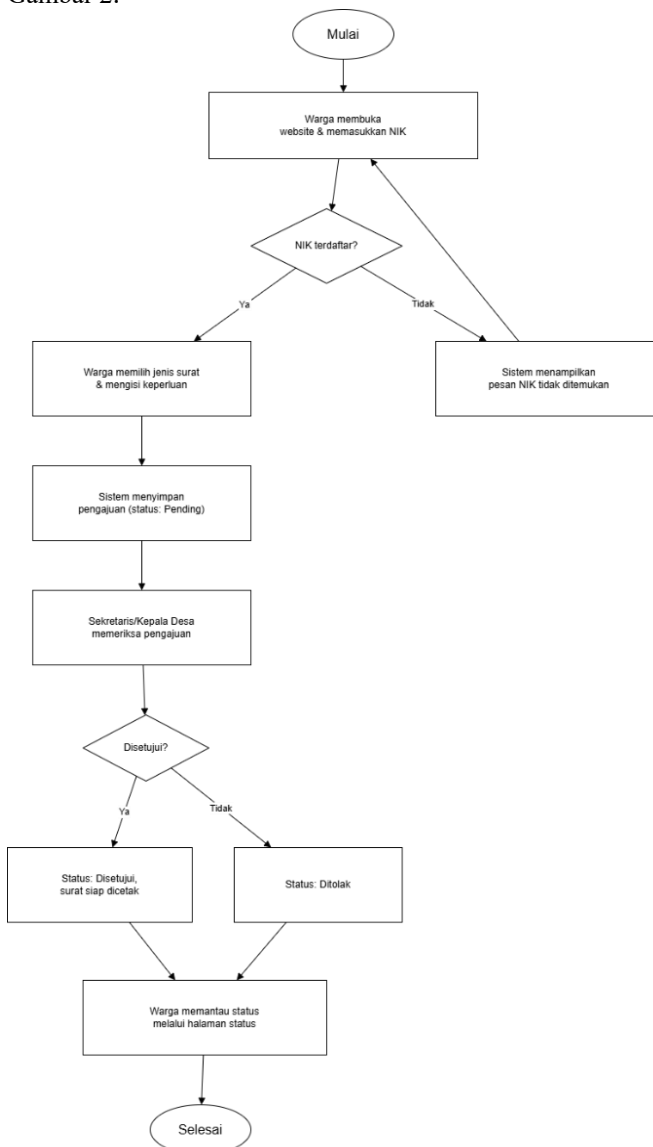 Gambar 2.
Mulai
Warga membuka
website & memasukkan NIK
NIK terdaftar?
Ya
Tidak
Warga memilih jenis surat
& mengisi keperluan
Sistem menampilkan
pesan NIK tidak ditemukan
Sistem menyimpan
pengajuan (status: Pending)
Sekretaris/Kepala Desa
memeriksa pengajuan
Disetujui?
Ya
Tidak
Status: Disetujui,
surat siap dicetak
Status: Ditolak
Warga memantau status
melalui halaman status
Selesai